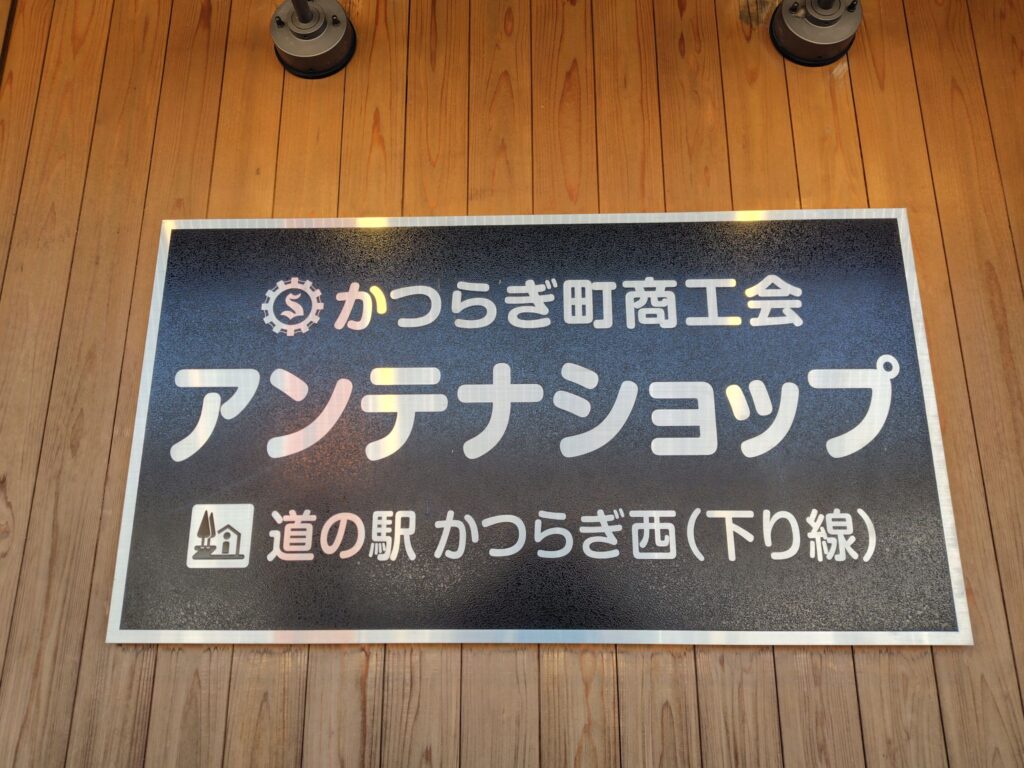 かつらぎ町商工会
アンテナショップ
道の駅 かつらぎ西(下り線)